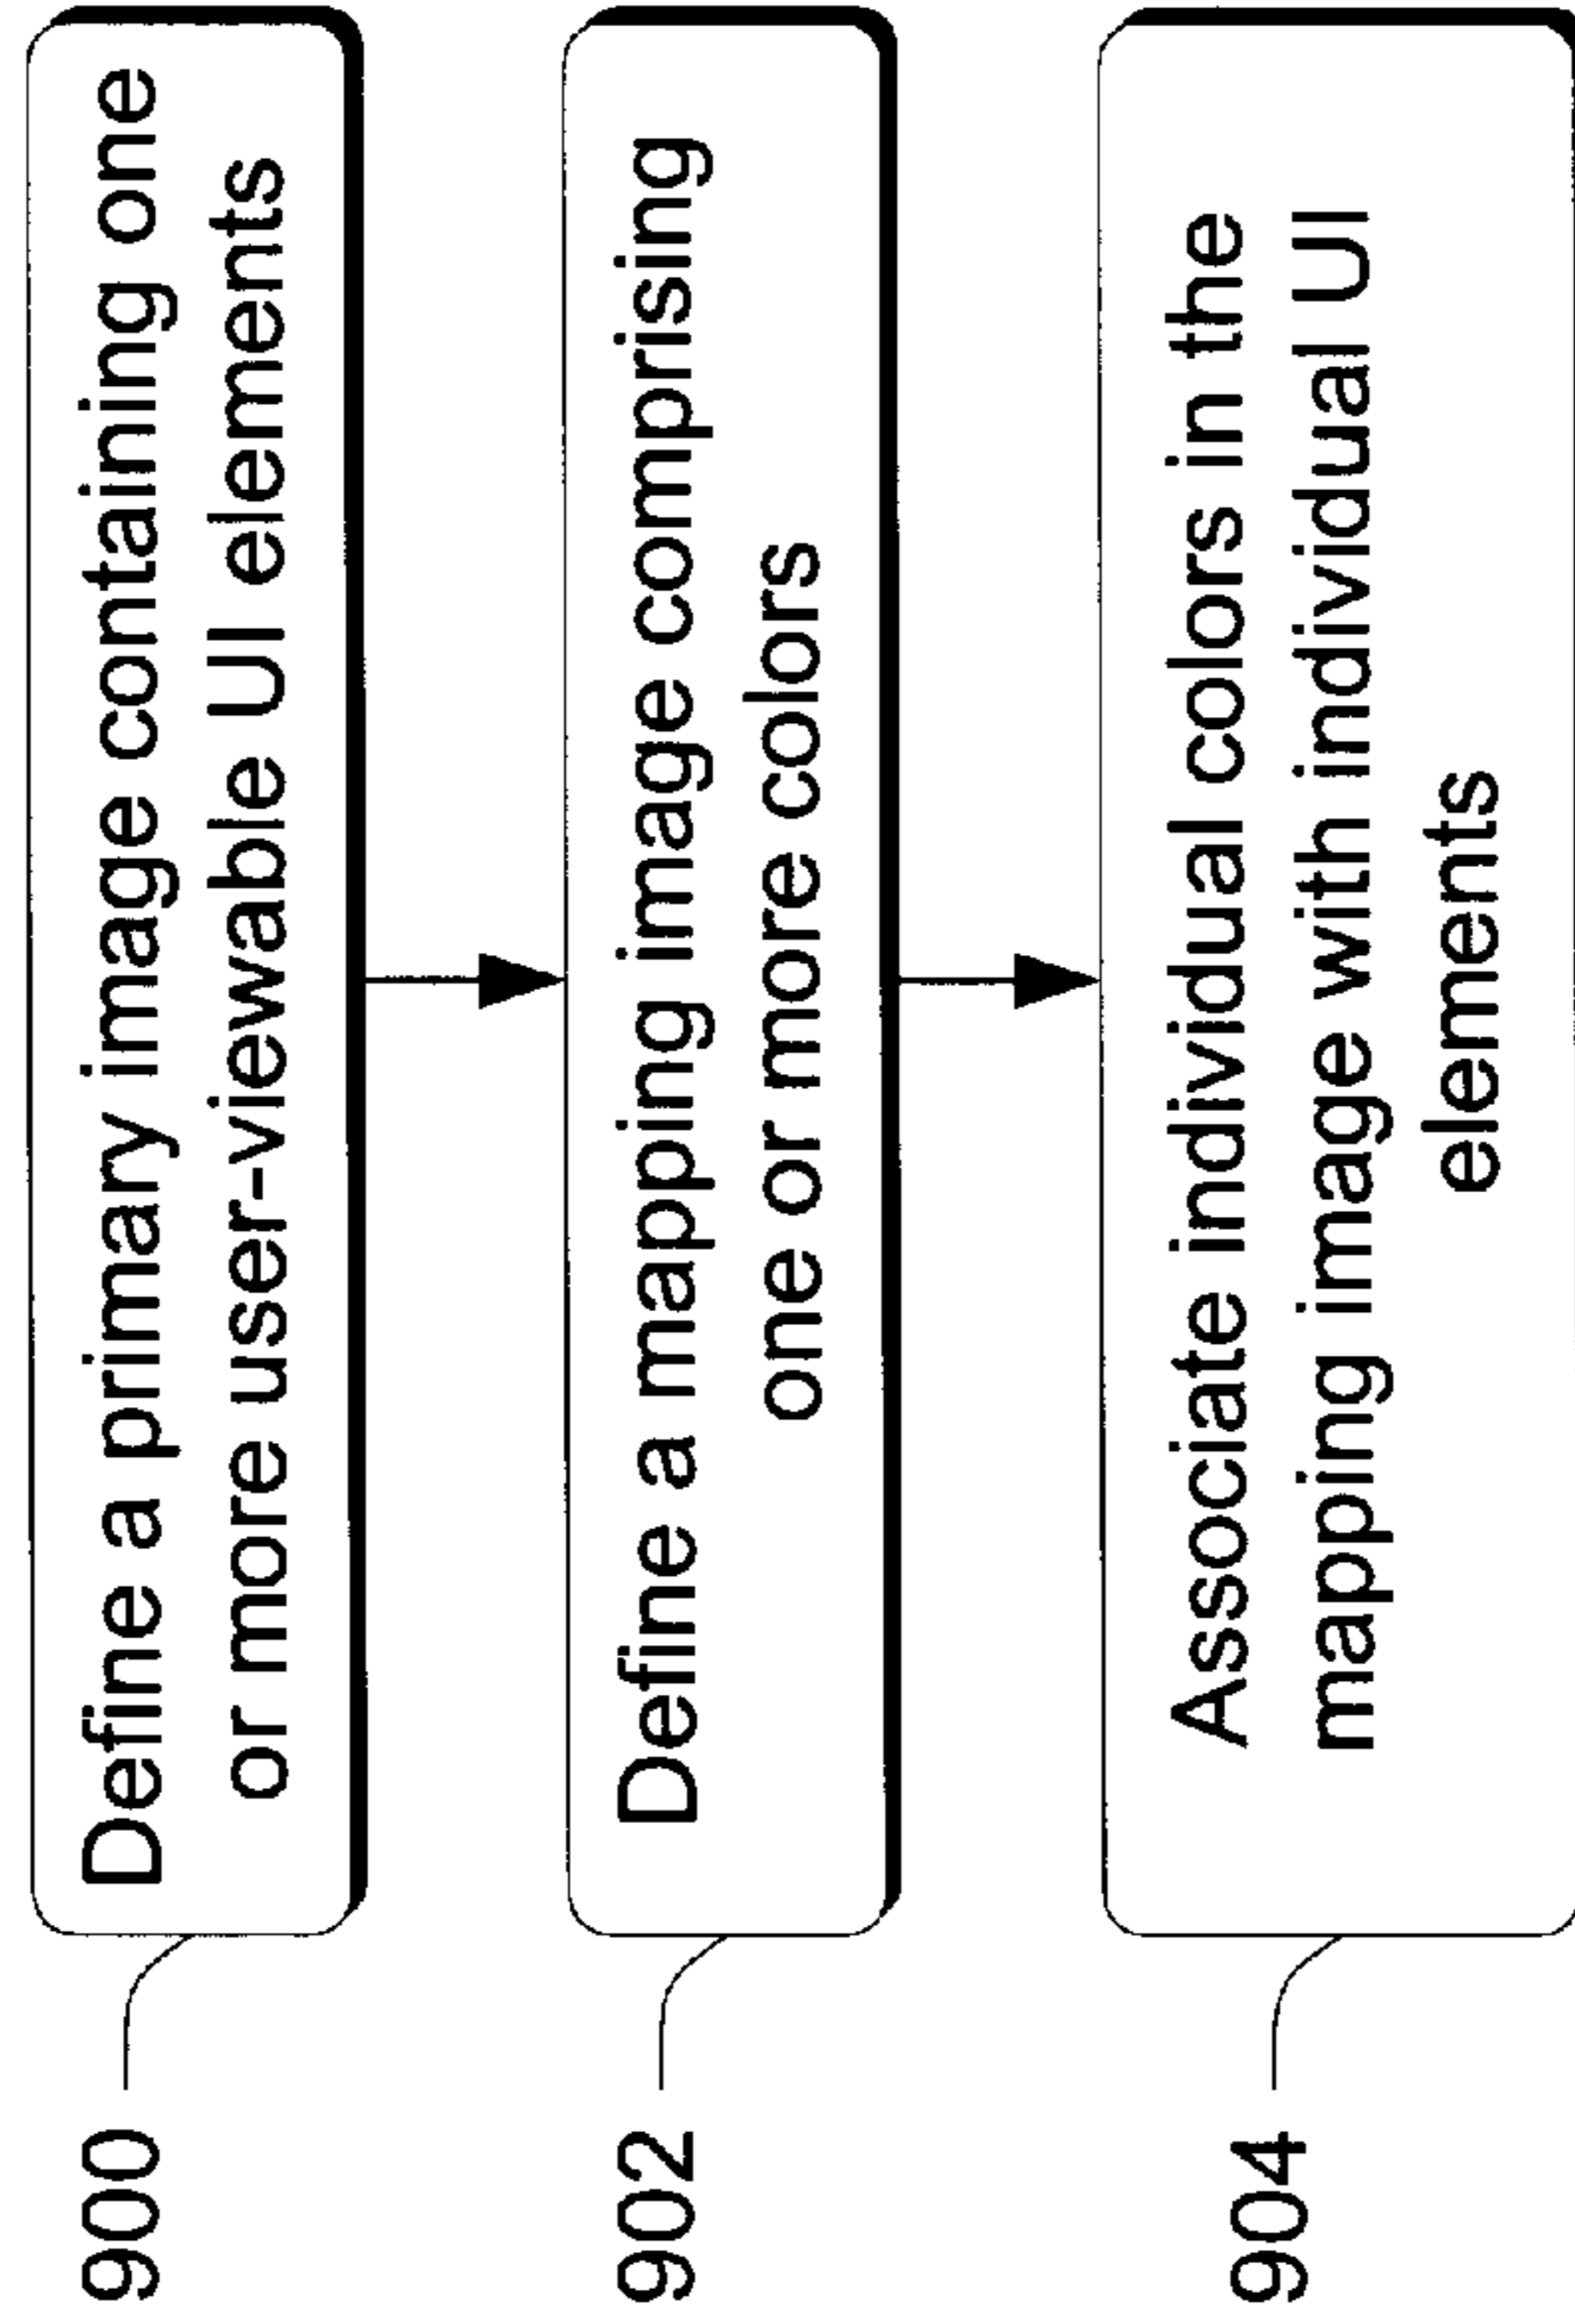 900
Define a primary image containing one
or more user-viewable UI elements
902
Define a mapping image comprising
one or more colors
904
Associate individual colors in the
mapping image with individual UI
elements